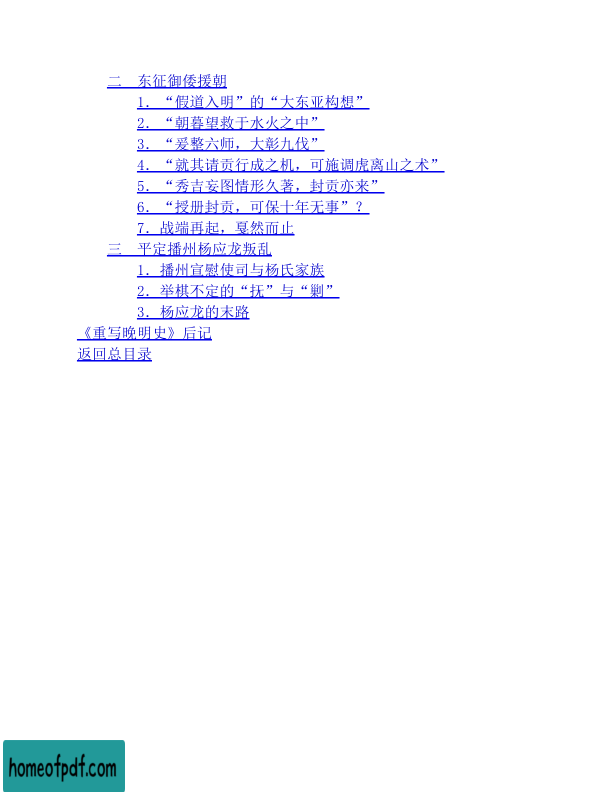 二　东征御倭援朝
1．“假道入明”的“大东亚构想”
2．“朝暮望救于水火之中”
3．“爰整六师，大彰九伐”
4．“就其请贡行成之机，可施调虎离山之术”
5．“秀吉妄图情形久著，封贡亦来”
6．“授册封贡，可保十年无事”？
7．战端再起，戛然而止
三　平定播州杨应龙叛乱
1．播州宣慰使司与杨氏家族
2．举棋不定的“抚”与“剿”
3．杨应龙的末路
《重写晚明史》后记
返回总目录
homeofpdf.com